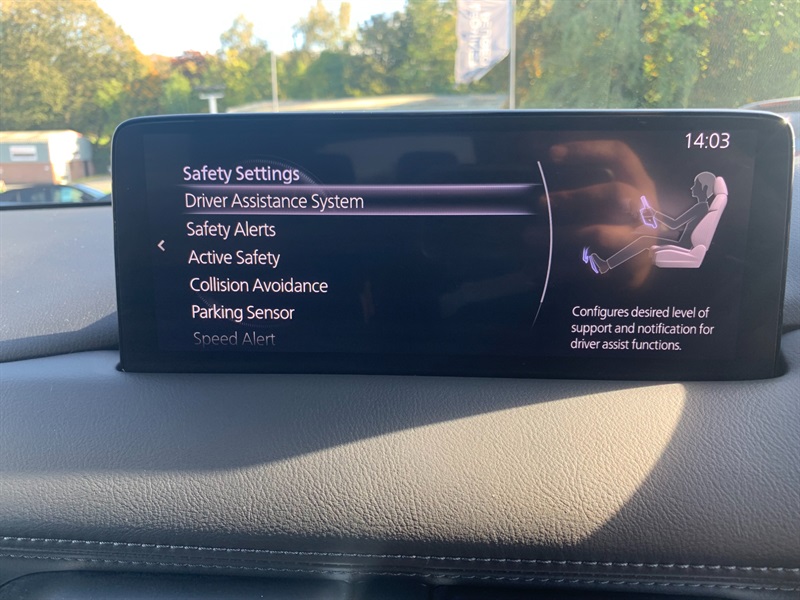 14:03
Safety Settings
Driver Assistance System
Safety Alerts
Active Safety
Collision Avoidance
Parking Sensor
Speed Alert
Configures desired level of
support and notification for
driver assist functions.